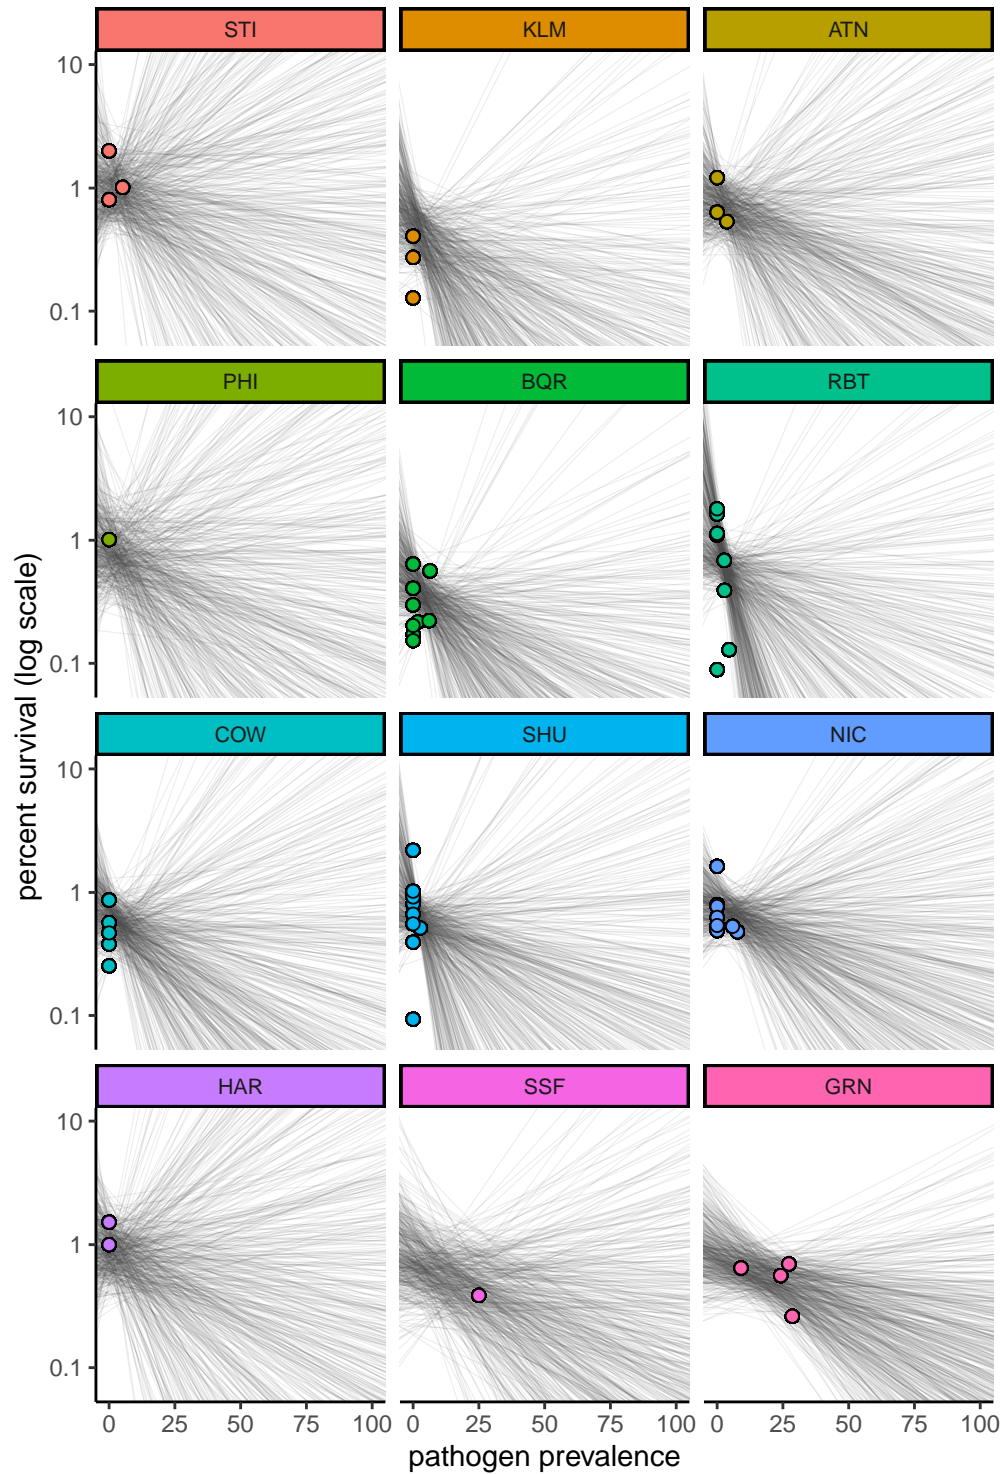 STI KLM ATN
10
1
0.1
PHI BQR RBT
10
1
0.1
COW SHU NIC
10
1
0.1
HAR SSF GRN
10
1
0.1
0 25 50 75 100 0 25 50 75 100 0 25 50 75 100
pathogen prevalence
percent survival (log scale)